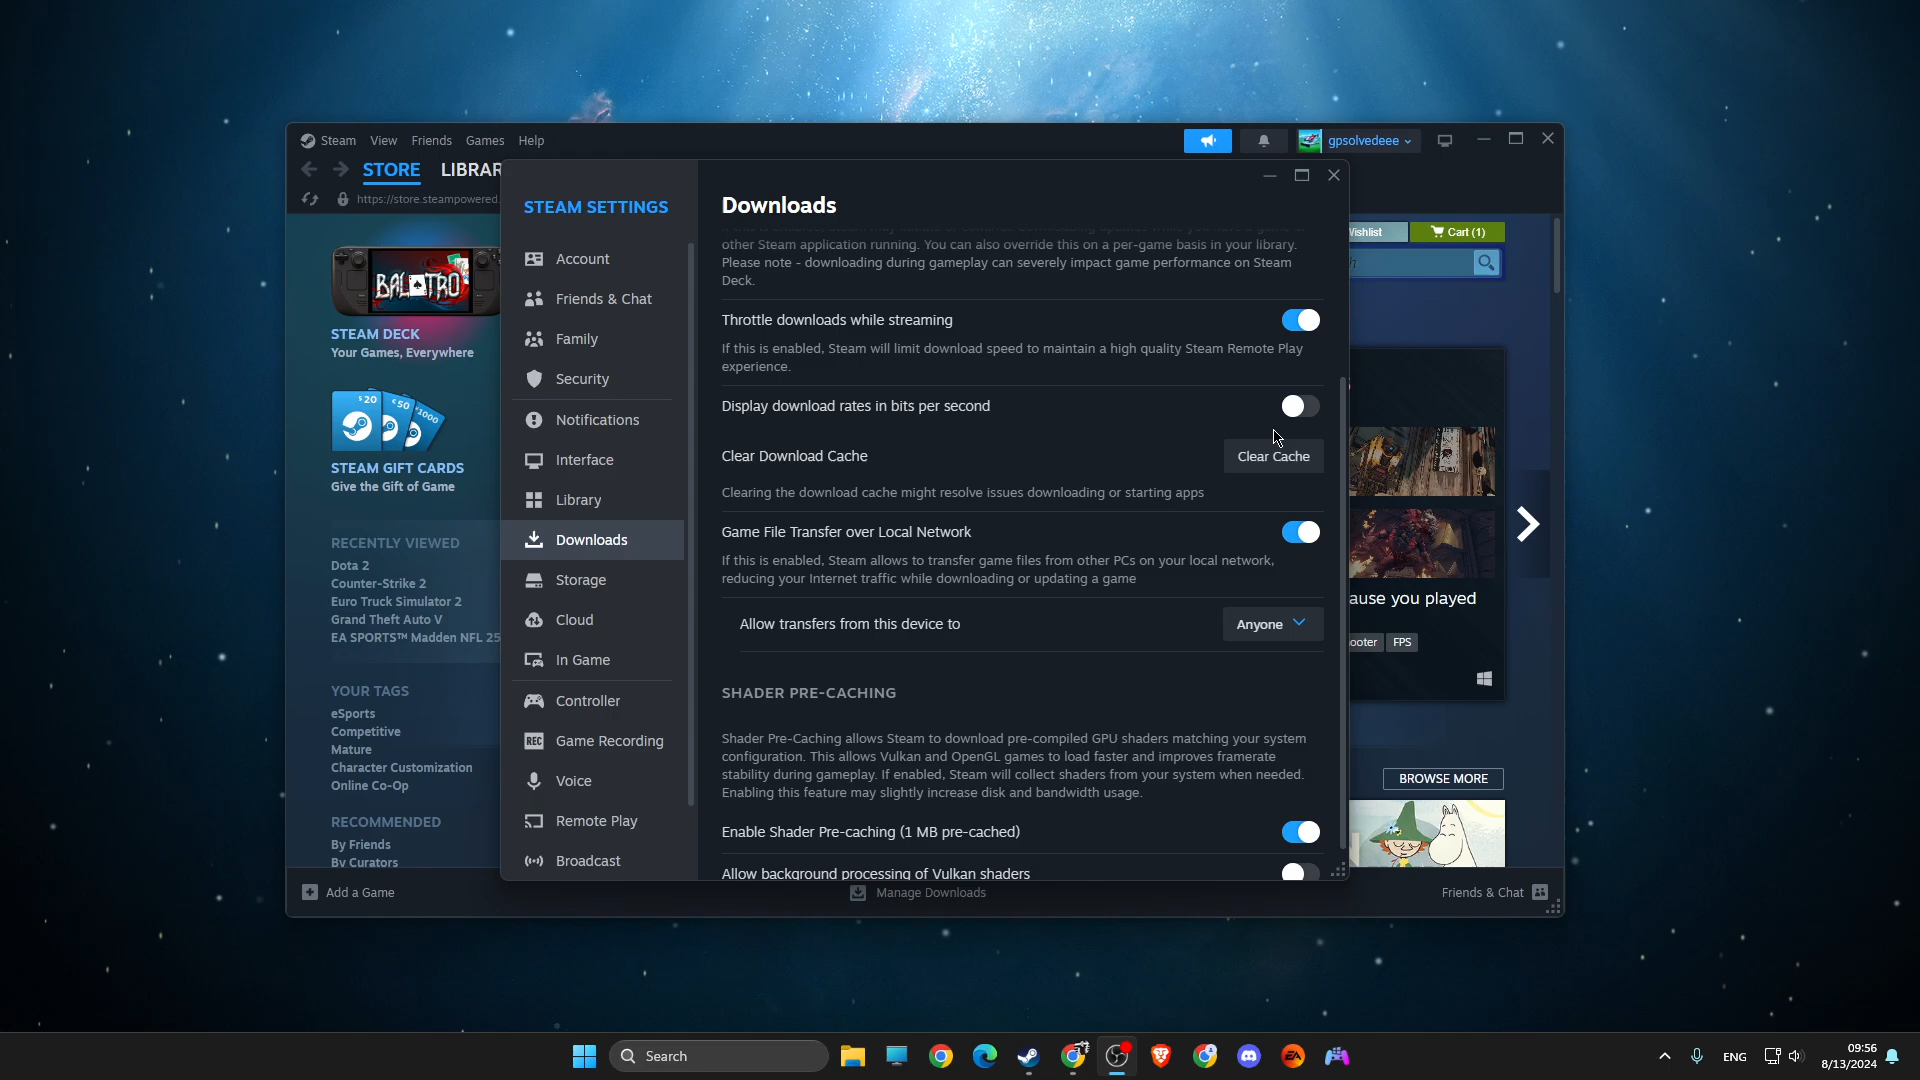 Steam View Friends Games Help
gpsolvedeee
STORE LIBRAR
https://store.steampowered.
STEAM SETTINGS
Account
Friends & Chat
Family
Security
Notifications
Interface
Library
Downloads
Storage
Cloud
In Game
Controller
REC Game Recording
Voice
Remote Play
Broadcast
Downloads
other Steam application running. You can also override this on a per-game basis in your library.
Please note - downloading during gameplay can severely impact game performance on Steam
Deck.
Throttle downloads while streaming
If this is enabled, Steam will limit download speed to maintain a high quality Steam Remote Play
experience.
Display download rates in bits per second
Clear Download Cache
Clear Cache
Clearing the download cache might resolve issues downloading or starting apps
Game File Transfer over Local Network
If this is enabled, Steam allows to transfer game files from other PCs on your local network,
reducing your Internet traffic while downloading or updating a game
Allow transfers from this device to
Anyone
SHADER PRE-CACHING
Shader Pre-Caching allows Steam to download pre-compiled GPU shaders matching your system
configuration. This allows Vulkan and OpenGL games to load faster and improves framerate
stability during gameplay. If enabled, Steam will collect shaders from your system when needed.
Enabling this feature may slightly increase disk and bandwidth usage.
Enable Shader Pre-caching (1 MB pre-cached)
Allow background processing of Vulkan shaders
BALATRO
STEAM DECK
Your Games, Everywhere
$20 €50 ¥1000
STEAM GIFT CARDS
Give the Gift of Game
RECENTLY VIEWED
Dota 2
Counter-Strike 2
Euro Truck Simulator 2
Grand Theft Auto V
EA SPORTS™ Madden NFL 25
YOUR TAGS
eSports
Competitive
Mature
Character Customization
Online Co-Op
RECOMMENDED
By Friends
By Curators
Wishlist
Cart (1)
h
ause you played
ooter FPS
BROWSE MORE
Add a Game
Manage Downloads
Friends & Chat
Search
EA
ENG
09:56
8/13/2024